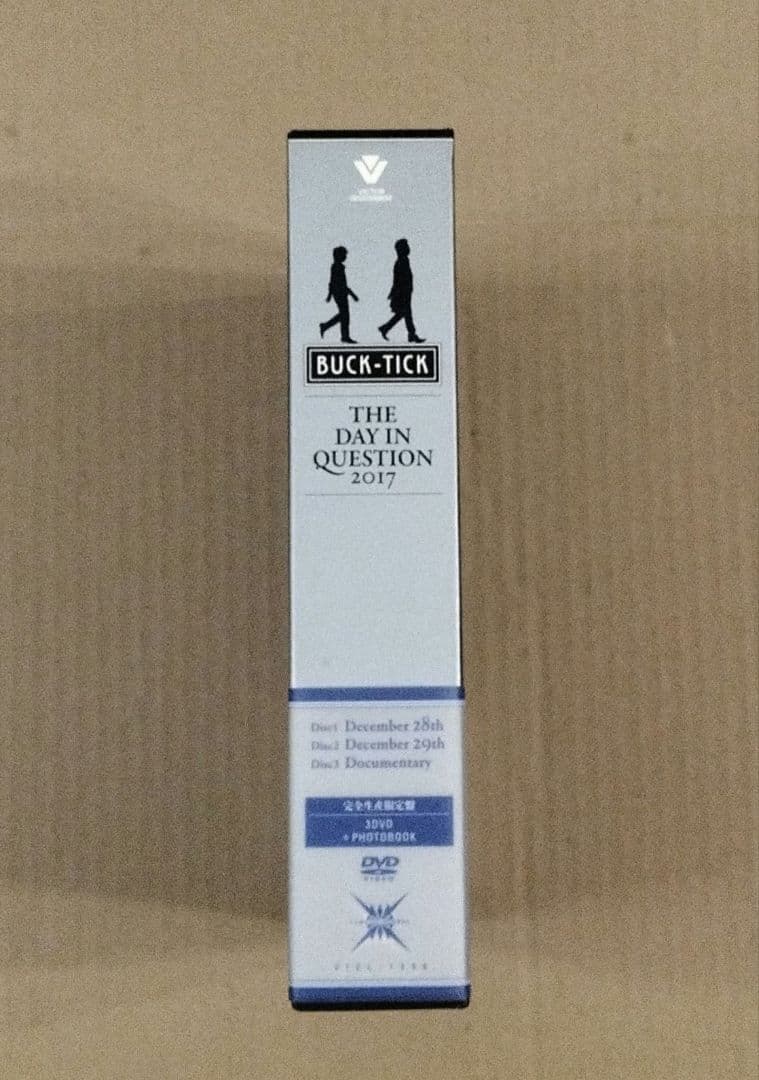 BUCK-TICK
THE
DAY IN
QUESTION
2017
Disc1 December 28th
Disc2 December 29th
Disc3 Documentary
完全生産限定盤
3DVD
+PHOTOBOOK
DVD
VIDEO